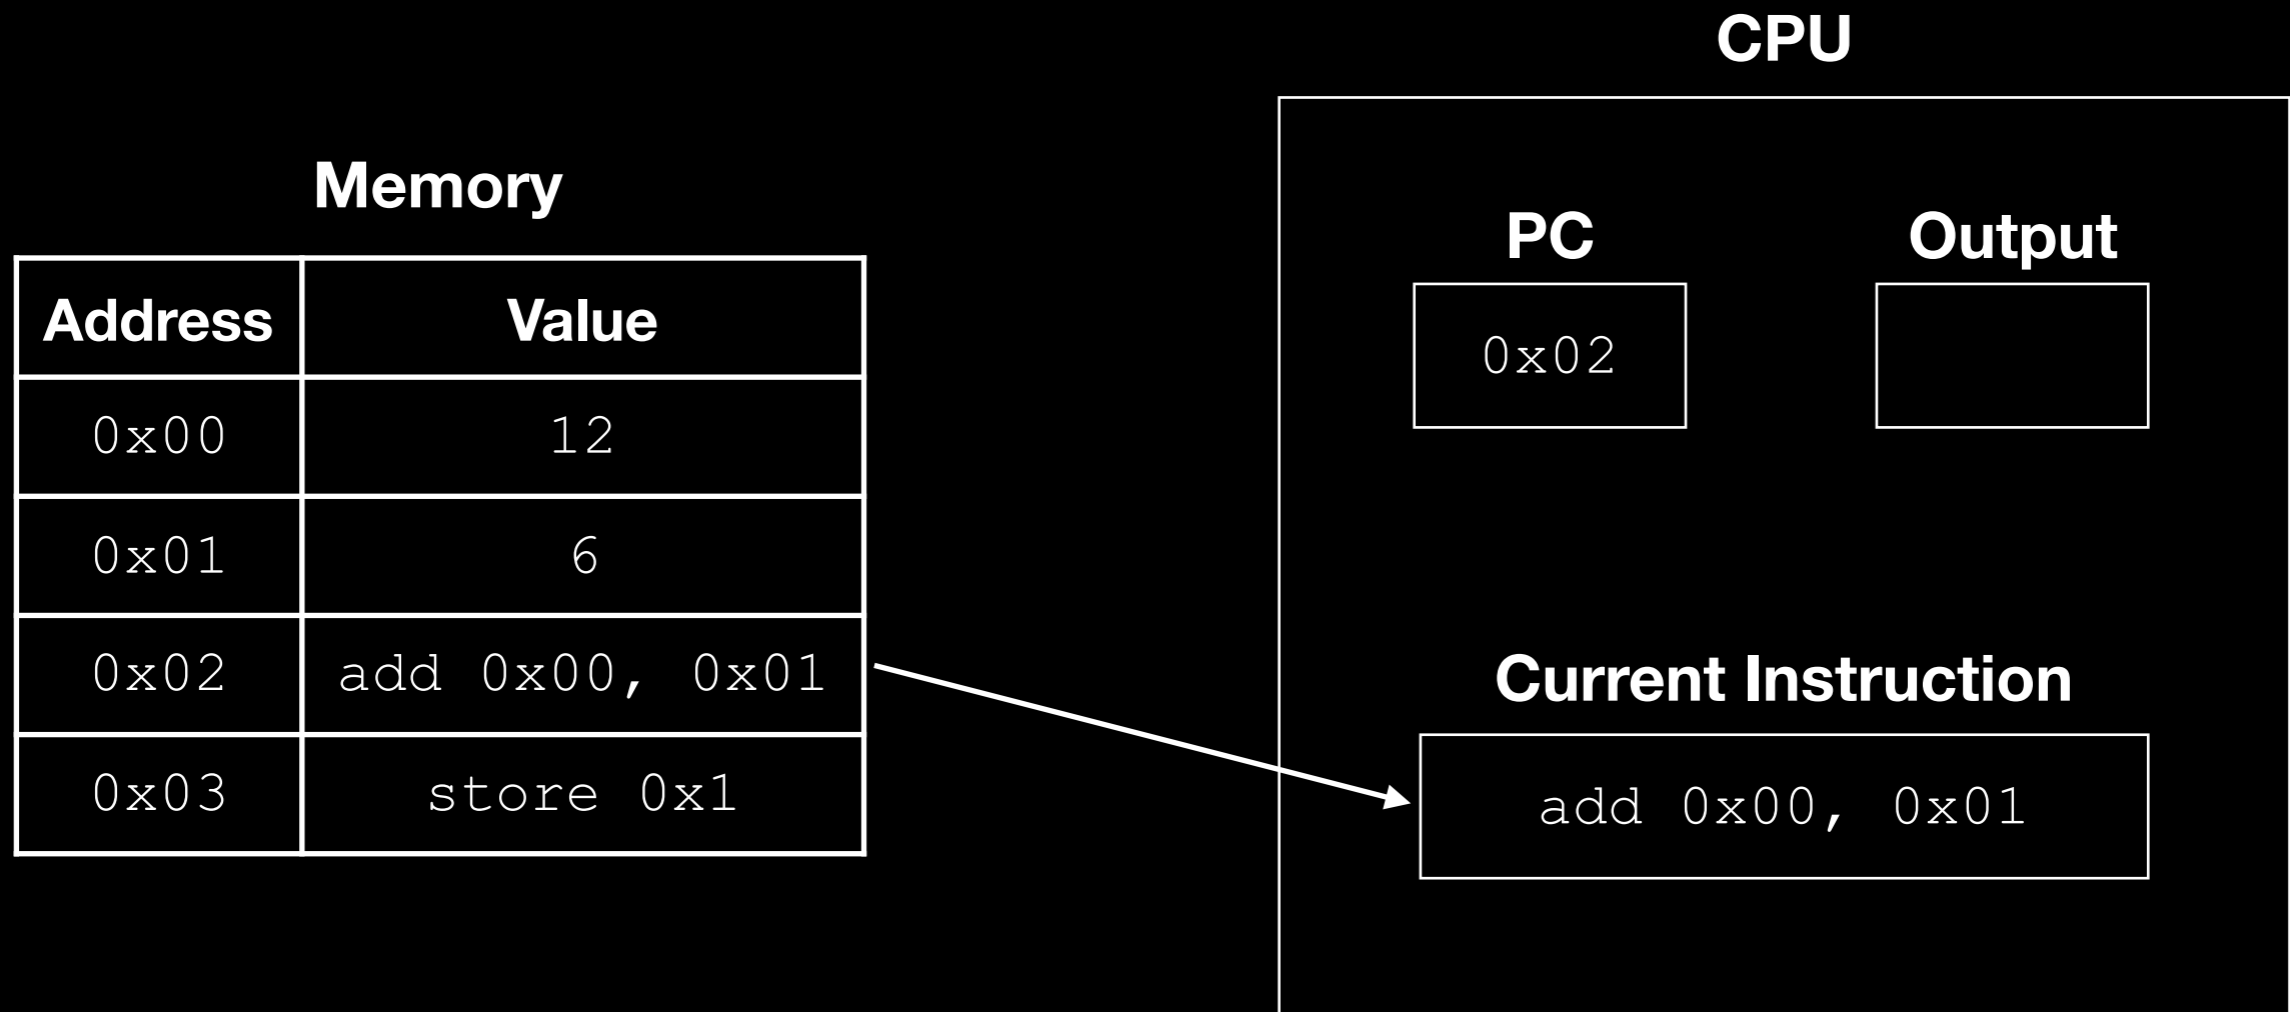 CPU
Memory
PC
Output
Address Value
0x02
0x00 12
0x01 6
0x02 add 0x00, 0x01
Current Instruction
0x03 store 0x1
add 0x00, 0x01